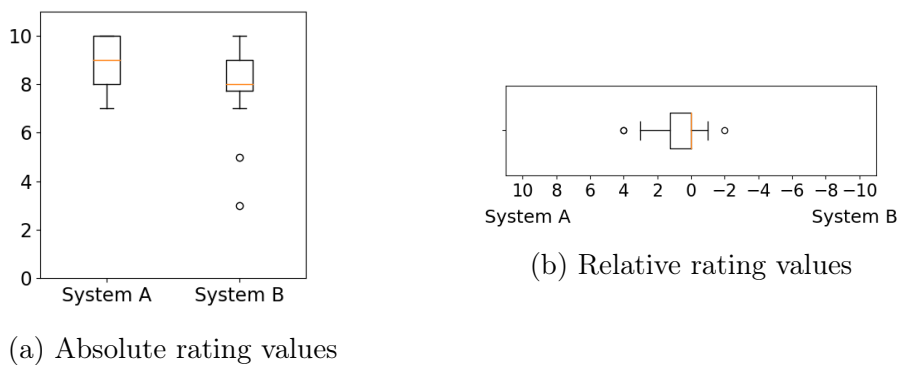 10
8
6
4
2
0
System A System B
(a) Absolute rating values
10 8 6 4 2 0 −2 −4 −6 −8 −10
System A System B
(b) Relative rating values